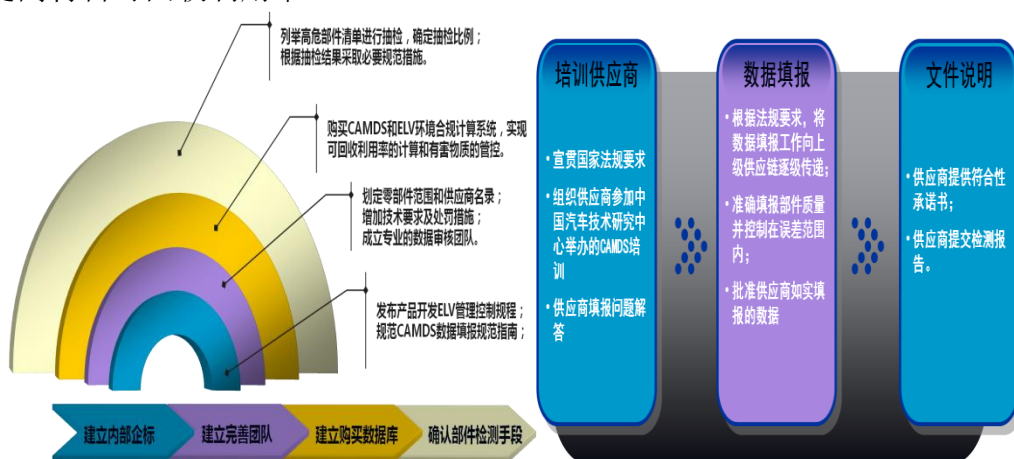 列举高危部件清单进行抽检，确定抽检比例；
根据抽检结果采取必要规范措施。
购买CAMDS和ELV环境合规计算系统，实现
可回收利用率的计算和有害物质的管控。
划定零部件范围和供应商名录；
增加技术要求及处罚措施；
成立专业的数据审核团队。
发布产品开发ELV管理控制规程；
规范CAMDS数据填报规范指南；
建立内部企标
建立完善团队
建立购买数据库
确认部件检测手段
培训供应商
• 宣贯国家法规要求
• 组织供应商参加中
国汽车技术研究中
心举办的CAMDS培
训
• 供应商填报问题解
答
数据填报
• 根据法规要求，将
数据填报工作向上
级供应链逐级传递；
• 准确填报部件质量
并控制在误差范围
内；
• 批准供应商如实填
报的数据
文件说明
• 供应商提供符合性
承诺书；
• 供应商提交检测报
告。